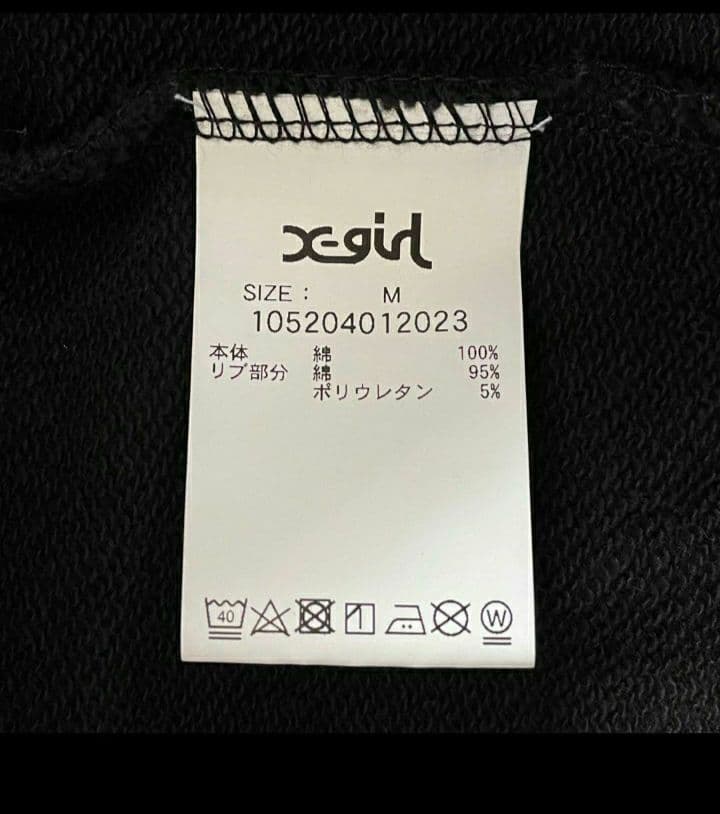 X-girl
SIZE : M
105204012023
本体 綿 100%
リブ部分 綿 95%
ポリウレタン 5%
40 W